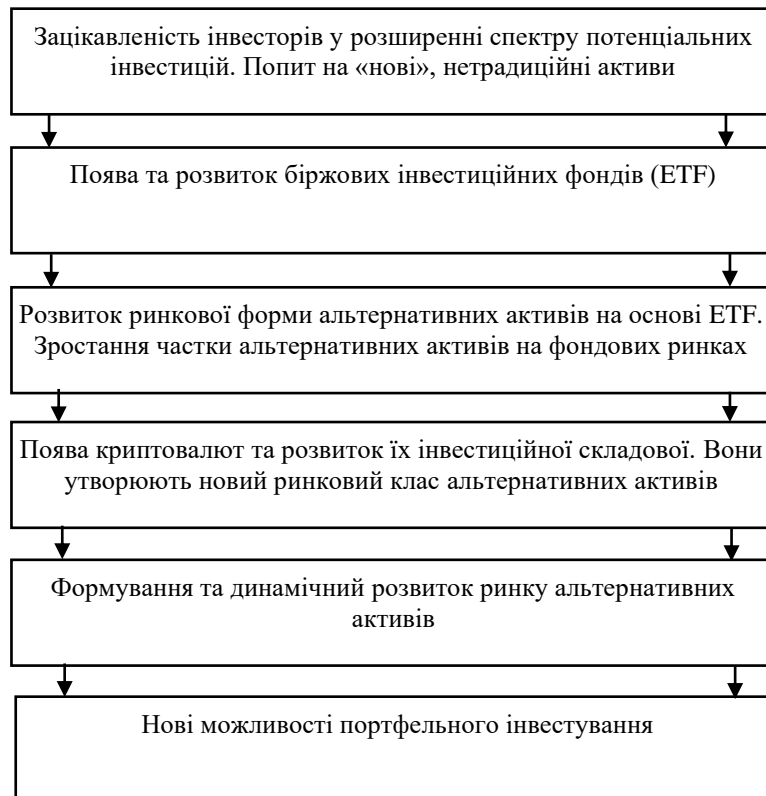 Зацікавленість інвесторів у розширенні спектру потенціальних
інвестицій. Попит на «нові», нетрадиційні активи
Поява та розвиток біржових інвестиційних фондів (ETF)
Розвиток ринкової форми альтернативних активів на основі ETF.
Зростання частки альтернативних активів на фондових ринках
Поява криптовалют та розвиток їх інвестиційної складової. Вони
утворюють новий ринковий клас альтернативних активів
Формування та динамічний розвиток ринку альтернативних
активів
Нові можливості портфельного інвестування